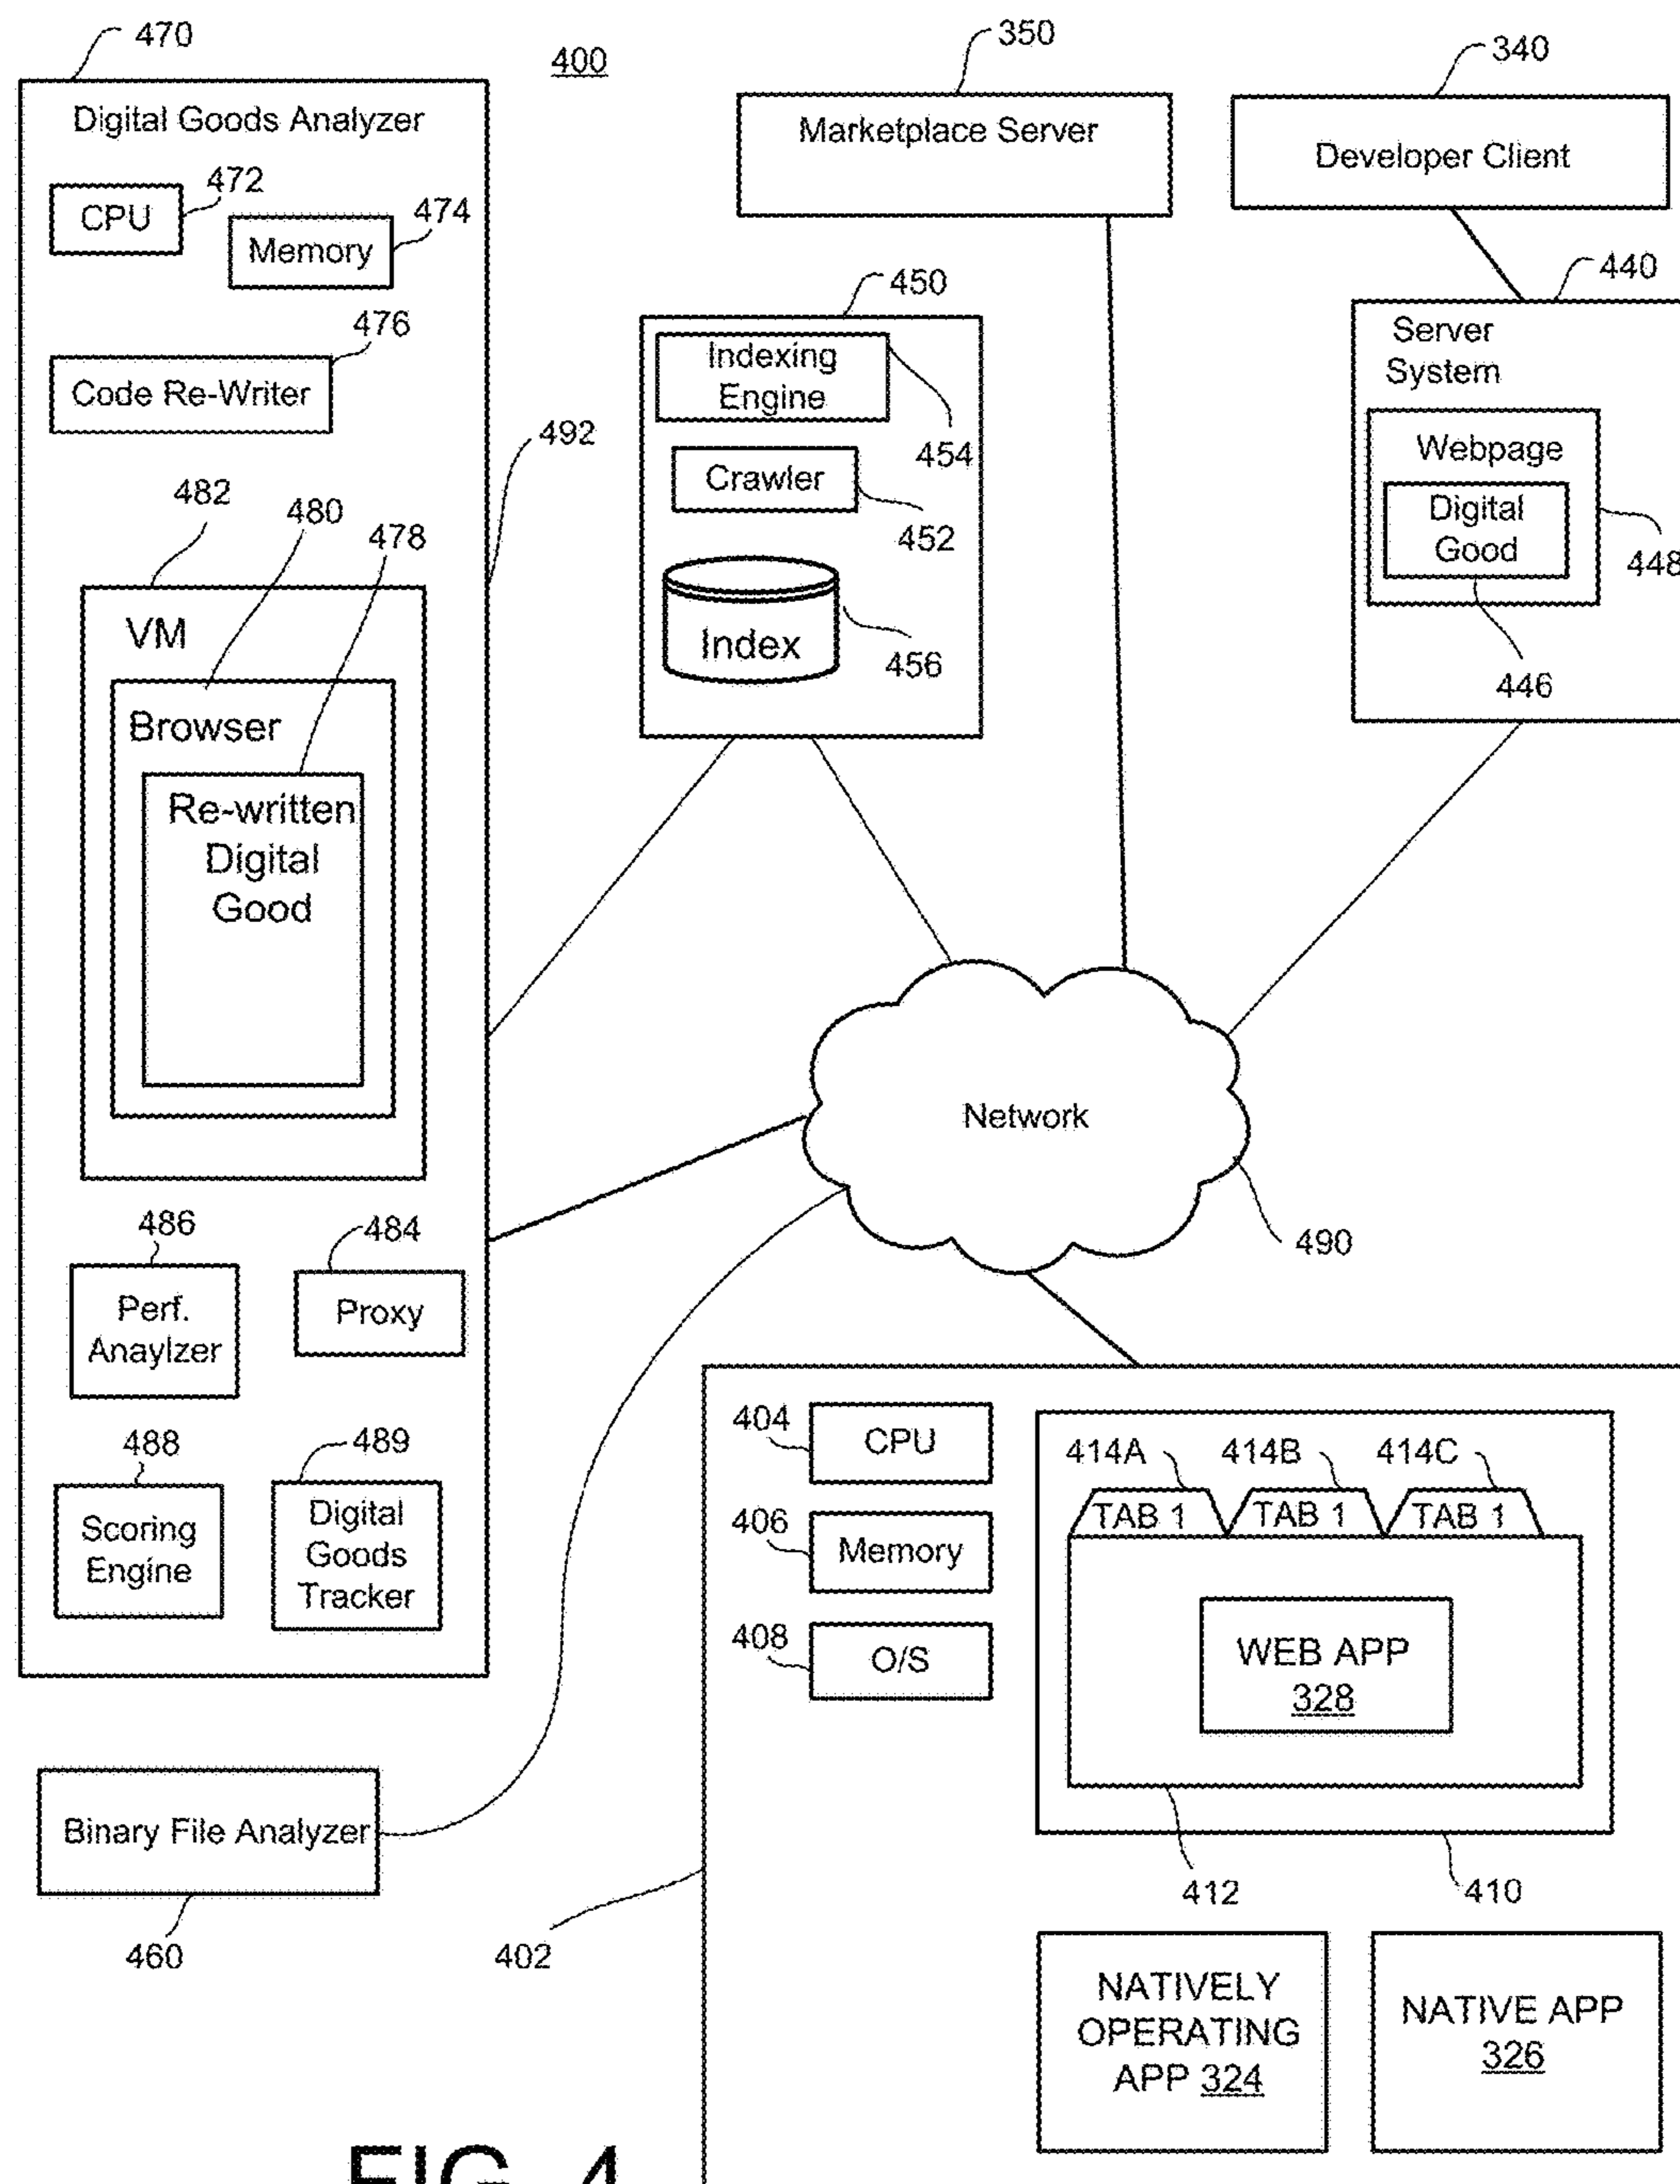 470
400
350
340
Digital Goods Analyzer
Marketplace Server
Developer Client
472
CPU
474
Memory
476
Code Re-Writer
492
450
Indexing
Engine
454
Crawler
452
Index
456
440
Server
System
Webpage
Digital
Good
448
446
482
480
478
VM
Browser
Re-written
Digital
Good
Network
490
486
484
Perf.
Anaylzer
Proxy
488
489
Scoring
Engine
Digital
Goods
Tracker
404
CPU
406
Memory
408
O/S
414A
414B
414C
TAB 1
TAB 1
TAB 1
WEB APP
328
412
410
Binary File Analyzer
460
402
NATIVELY
OPERATING
APP 324
NATIVE APP
326
FIG. 4